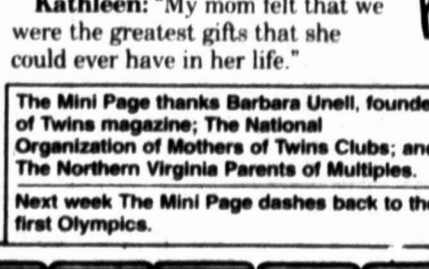 Kathleen: "My mom felt that we
were the greatest gifts that she
could ever have in her life."
The Mini Page thanks Barbara Unell, founde
of Twins magazine; The National
Organization of Mothers of Twins Clubs; and
The Northern Virginia Parents of Multiples.
Next week The Mini Page dashes back to the
first Olympics.